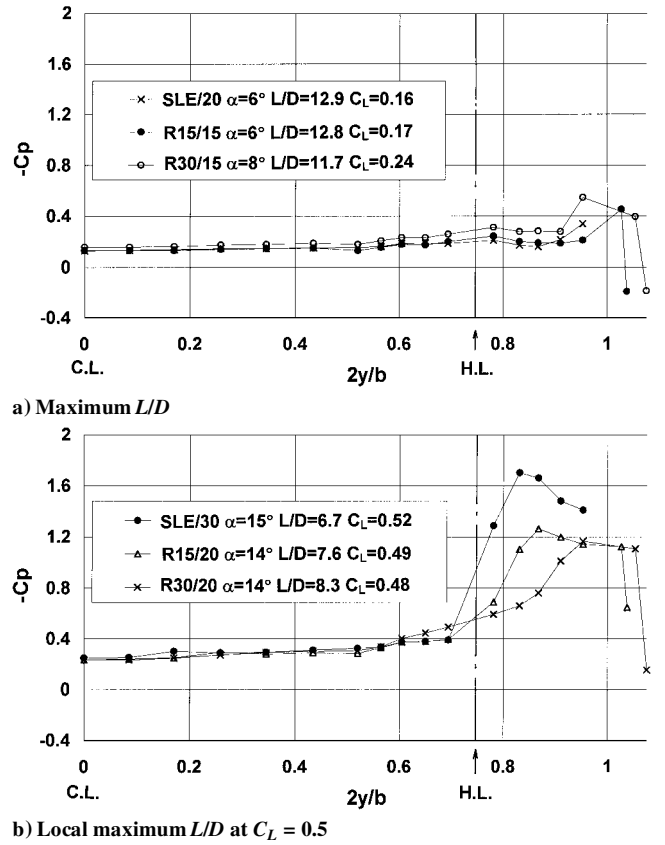 2
1.6
1.2
0.8
0.4
0
-0.4
-Cp
SLE/20 α=6° L/D=12.9 CL=0.16
R15/15 α=6° L/D=12.8 CL=0.17
R30/15 α=8° L/D=11.7 CL=0.24
0 0.2 0.4 0.6 0.8 1
C.L. 2y/b H.L.
a) Maximum L/D
2
1.6
1.2
0.8
0.4
0
-0.4
-Cp
SLE/30 α=15° L/D=6.7 CL=0.52
R15/20 α=14° L/D=7.6 CL=0.49
R30/20 α=14° L/D=8.3 CL=0.48
0 0.2 0.4 0.6 0.8 1
C.L. 2y/b H.L.
b) Local maximum L/D at CL = 0.5